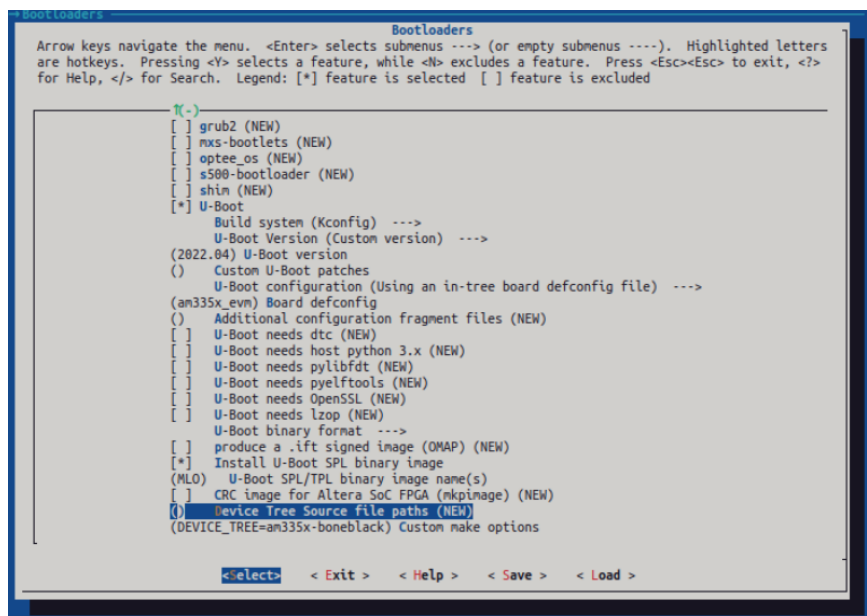 → Bootloaders
Bootloaders
Arrow keys navigate the menu. <Enter> selects submenus ---> (or empty submenus ----). Highlighted letters
are hotkeys. Pressing <Y> selects a feature, while <N> excludes a feature. Press <Esc><Esc> to exit, <?>
for Help, </> for Search. Legend: [*] feature is selected [ ] feature is excluded
↑(-)
[ ] grub2 (NEW)
[ ] mxs-bootlets (NEW)
[ ] optee_os (NEW)
[ ] s500-bootloader (NEW)
[ ] shim (NEW)
[*] U-Boot
Build system (Kconfig) --->
U-Boot Version (Custom version) --->
(2022.04) U-Boot version
() Custom U-Boot patches
U-Boot configuration (Using an in-tree board defconfig file) --->
(am335x_evm) Board defconfig
() Additional configuration fragment files (NEW)
[ ] U-Boot needs dtc (NEW)
[ ] U-Boot needs host python 3.x (NEW)
[ ] U-Boot needs pylibfdt (NEW)
[ ] U-Boot needs pyelftools (NEW)
[ ] U-Boot needs OpenSSL (NEW)
[ ] U-Boot needs lzop (NEW)
U-Boot binary format --->
[ ] produce a .ift signed image (OMAP) (NEW)
[*] Install U-Boot SPL binary image
(MLO) U-Boot SPL/TPL binary image name(s)
[ ] CRC image for Altera SoC FPGA (mkpimage) (NEW)
() Device Tree Source file paths (NEW)
(DEVICE_TREE=am335x-boneblack) Custom make options
<Select> < Exit > < Help > < Save > < Load >